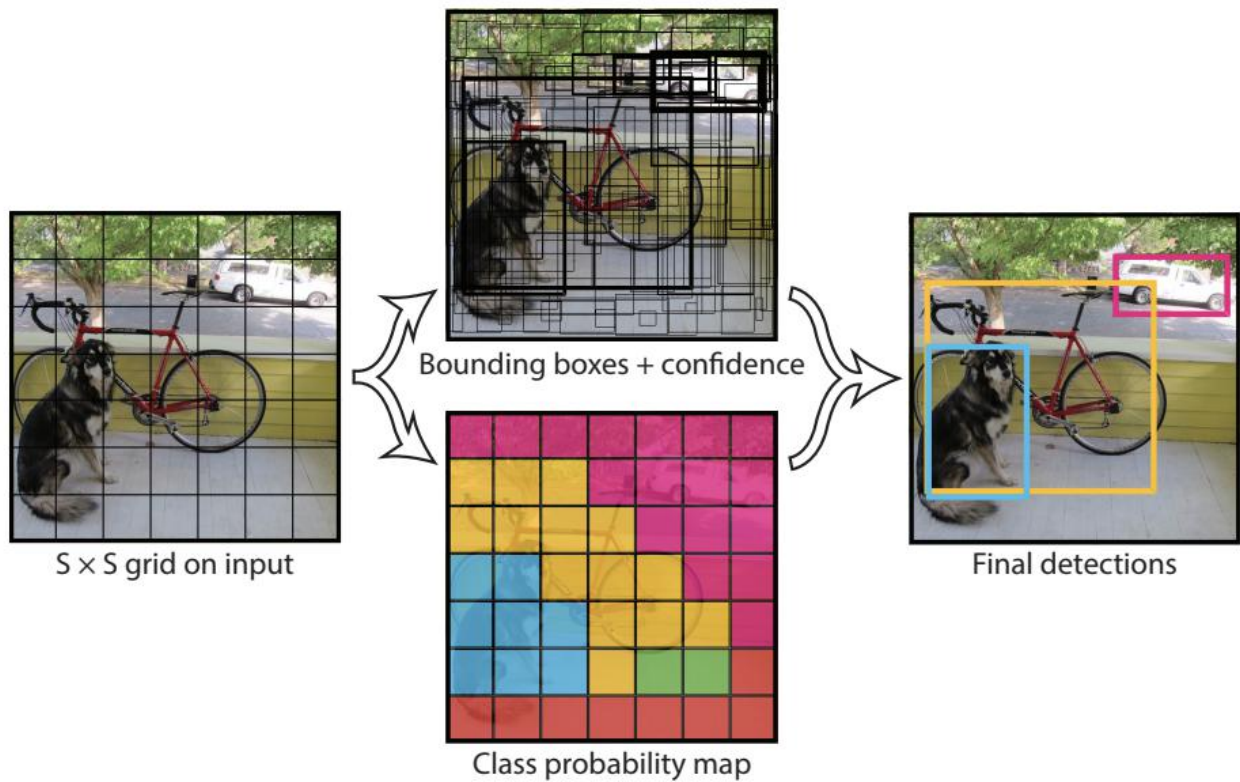 S × S grid on input
Bounding boxes + confidence
Class probability map
Final detections